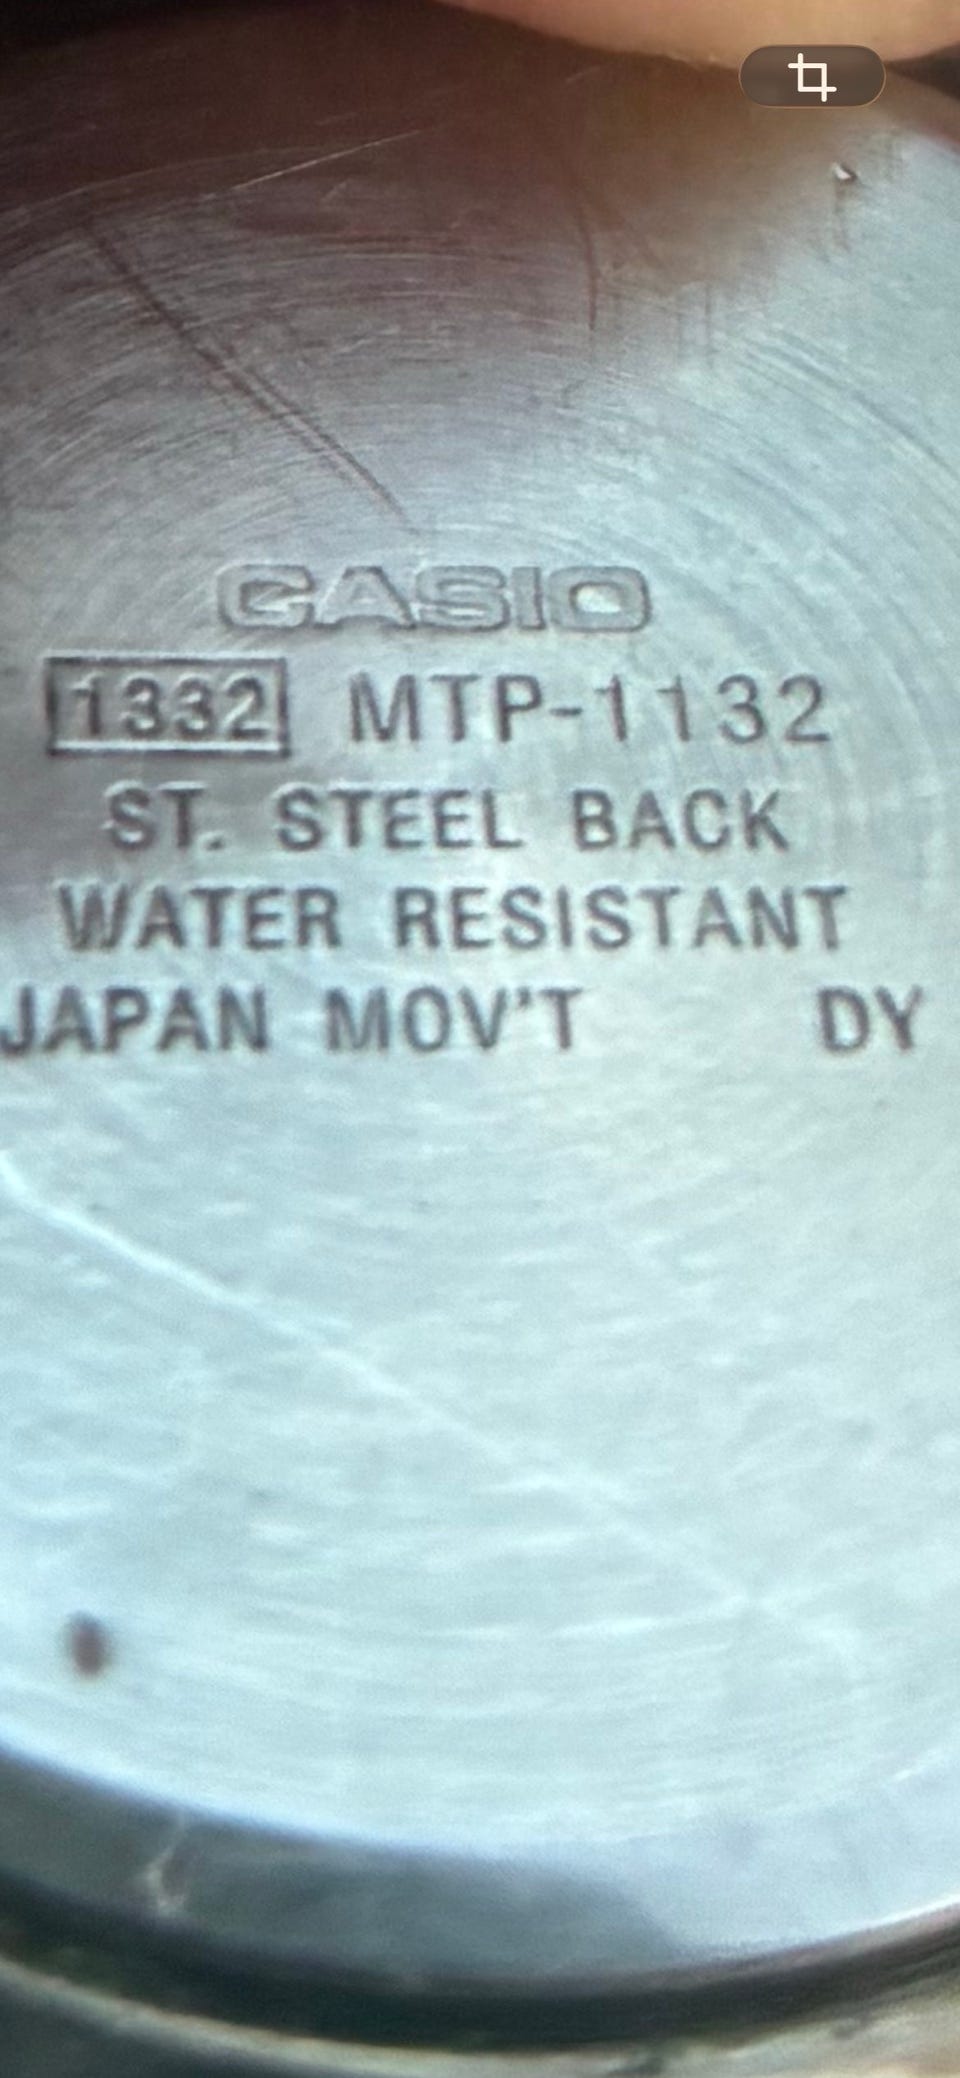 CASIO
1332 MTP-1132
ST. STEEL BACK
WATER RESISTANT
JAPAN MOV'T DY